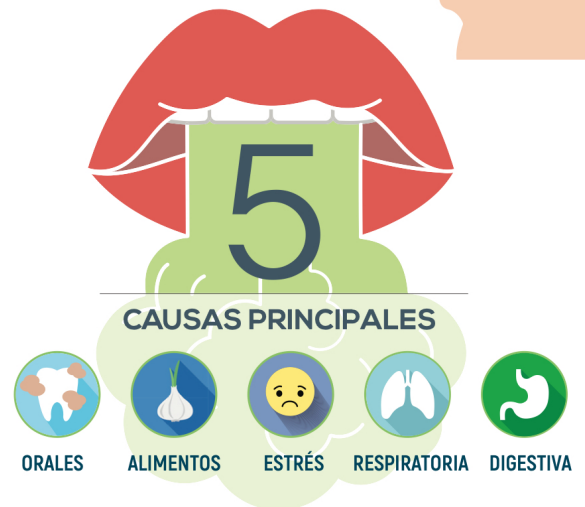 5
CAUSAS PRINCIPALES
ORALES
ALIMENTOS
ESTRÉS
RESPIRATORIA
DIGESTIVA